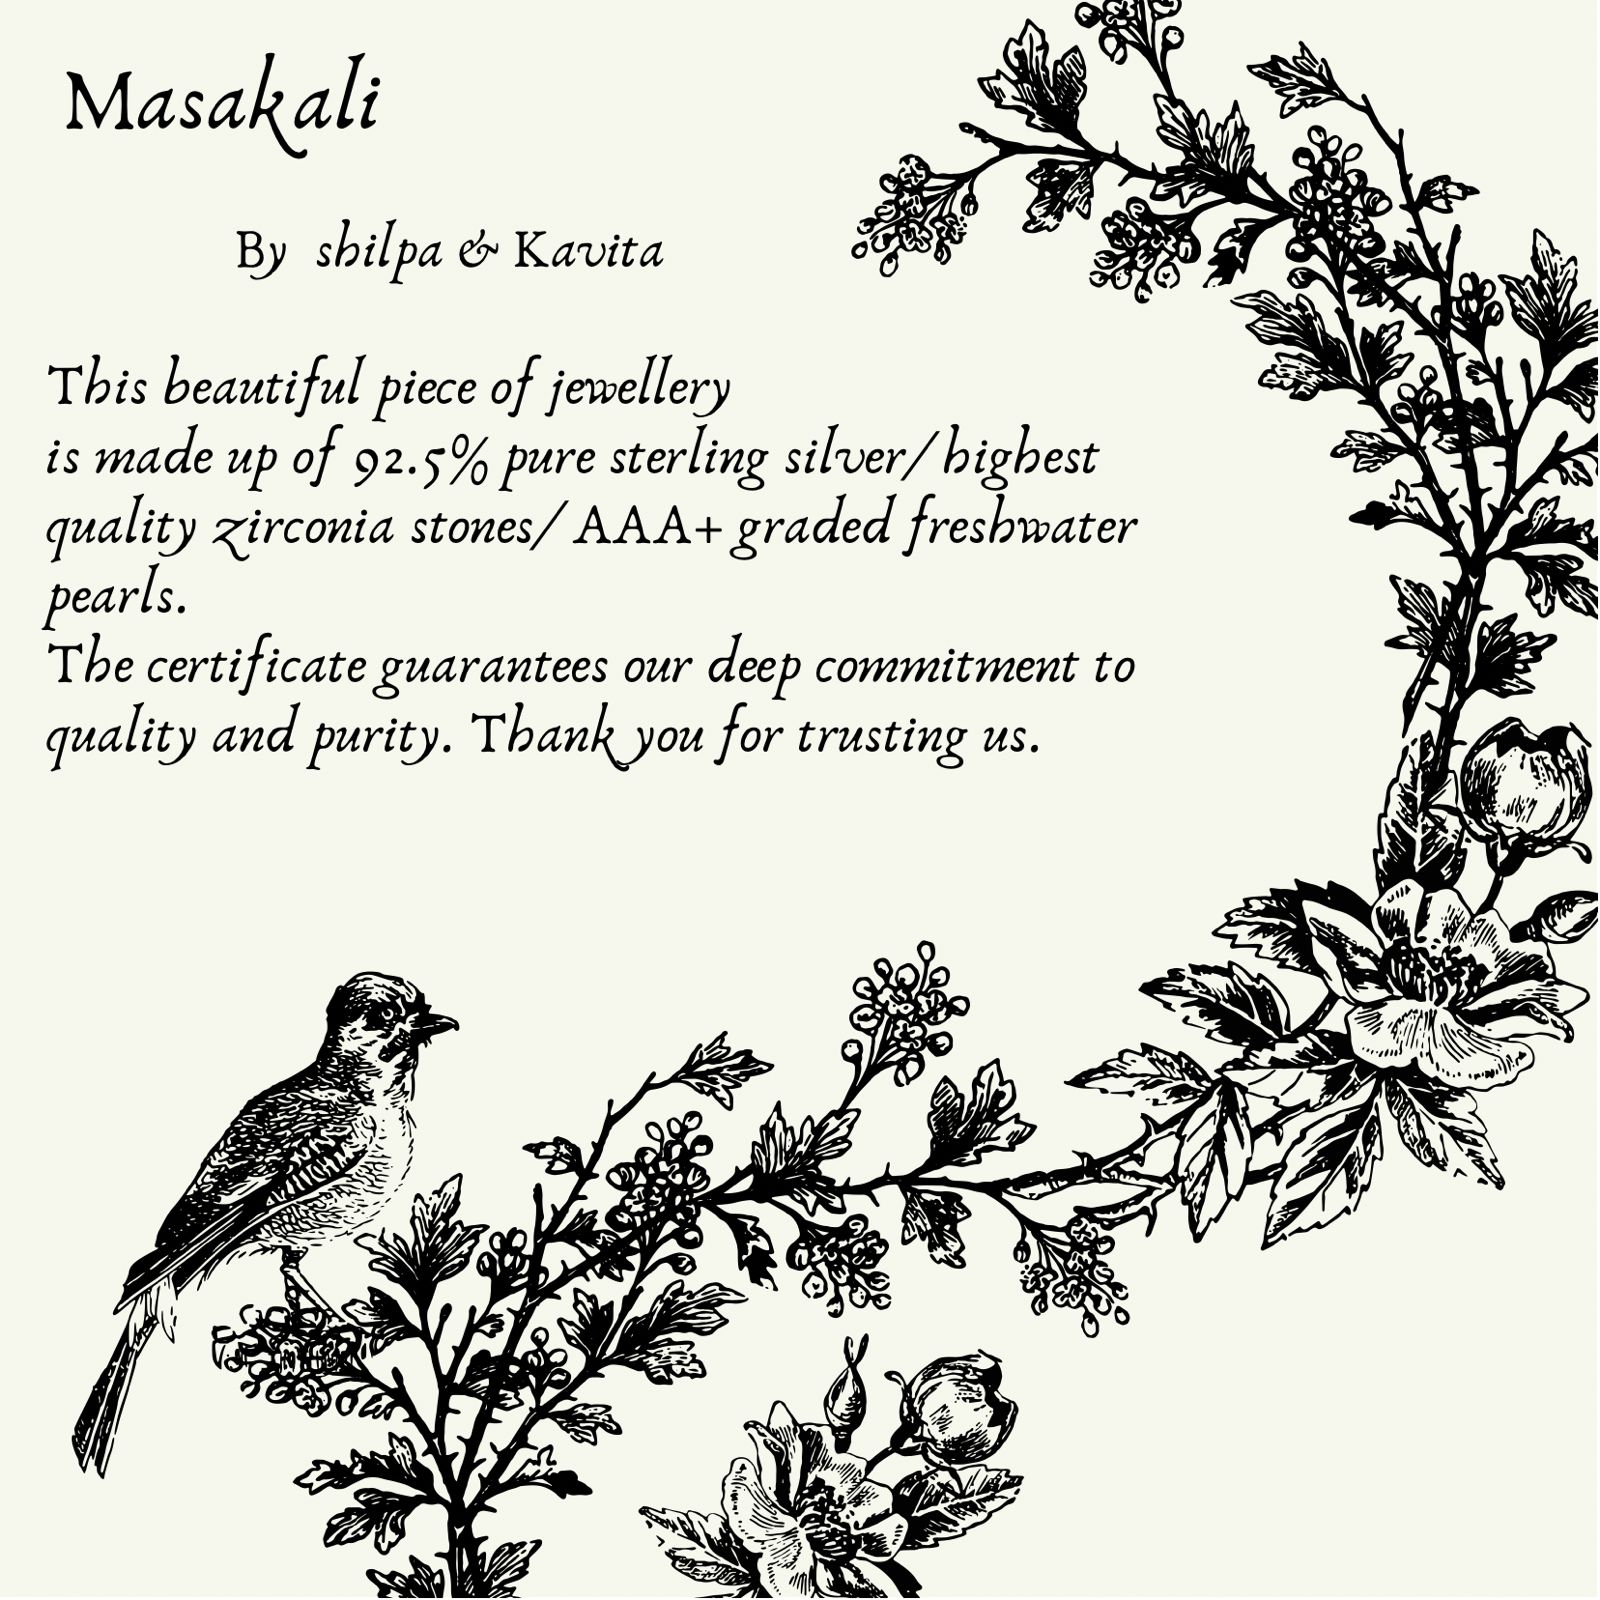 Masakali
By shilpa & Kavita
This beautiful piece of jewellery
is made up of 92.5% pure sterling silver/ highest
quality zirconia stones/ AAA+ graded freshwater
pearls.
The certificate guarantees our deep commitment to
quality and purity. Thank you for trusting us.